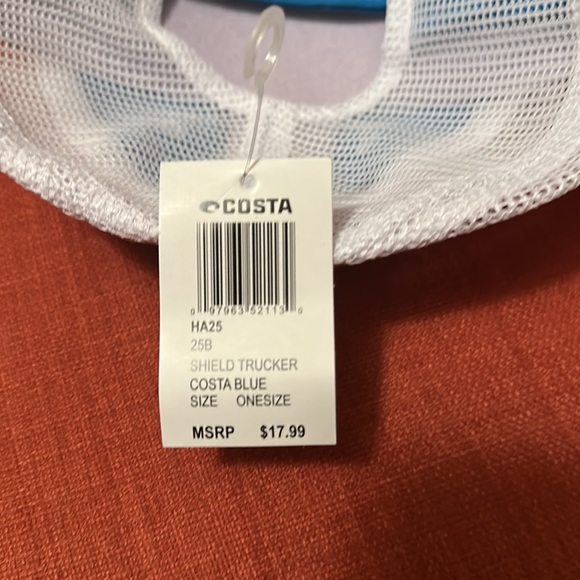 COSTA
0 97963 52113 0
HA25
25B
SHIELD TRUCKER
COSTA BLUE
SIZE ONESIZE
MSRP $17.99